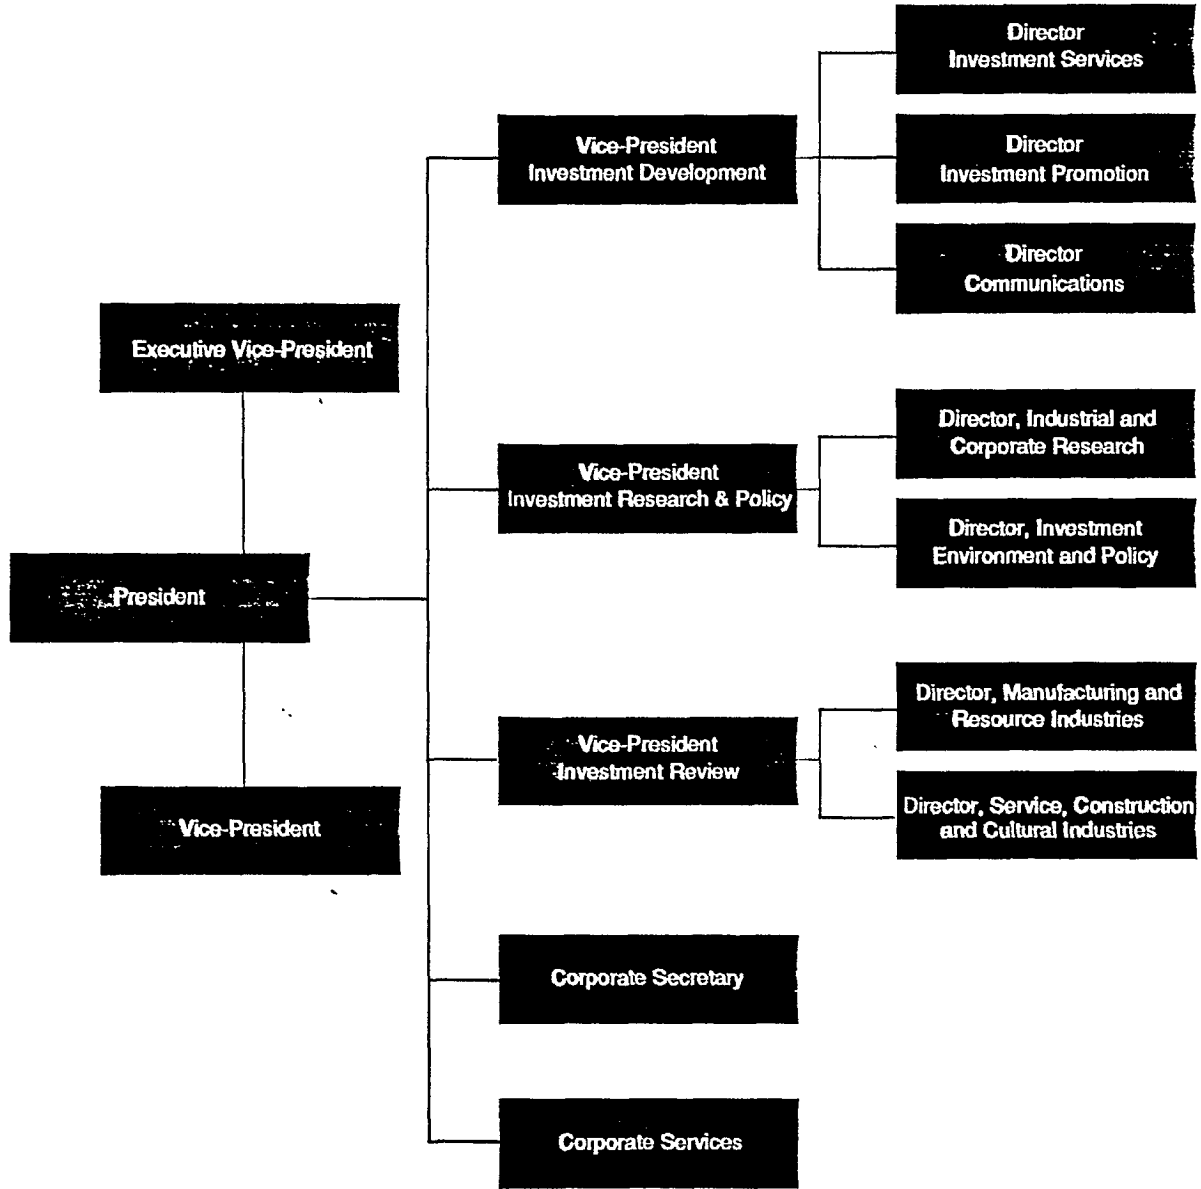 Director
Investment Services
Vice-President
Investment Development
Director
Investment Promotion
Director
Communications
Executive Vice-President
Director, Industrial and
Corporate Research
Vice-President
Investment Research & Policy
Director, Investment
Environment and Policy
President
Director, Manufacturing and
Resource Industries
Vice-President
Investment Review
Director, Service, Construction
and Cultural Industries
Vice-President
Corporate Secretary
Corporate Services